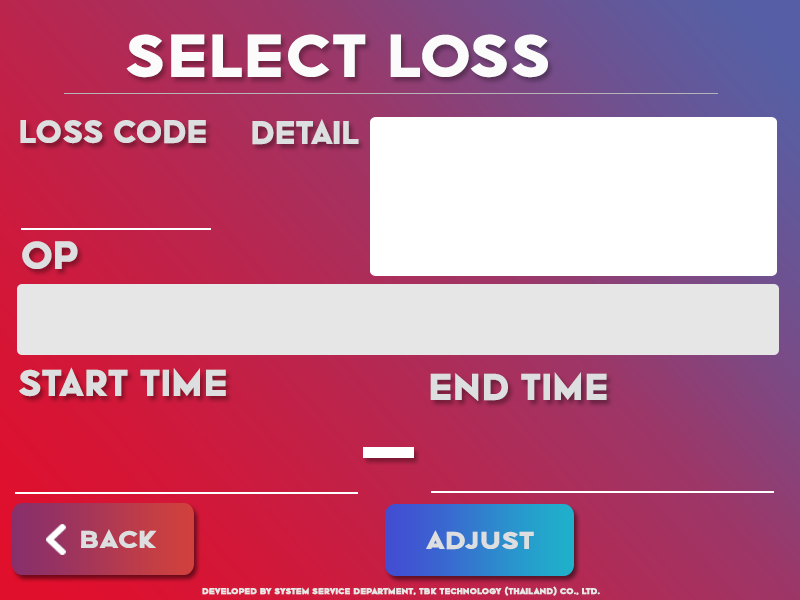 SELECT LOSS
LOSS CODE DETAIL
OP
START TIME END TIME
BACK ADJUST
DEVELOPED BY SYSTEM SERVICE DEPARTMENT, TBK TECHNOLOGY (THAILAND) CO., LTD.